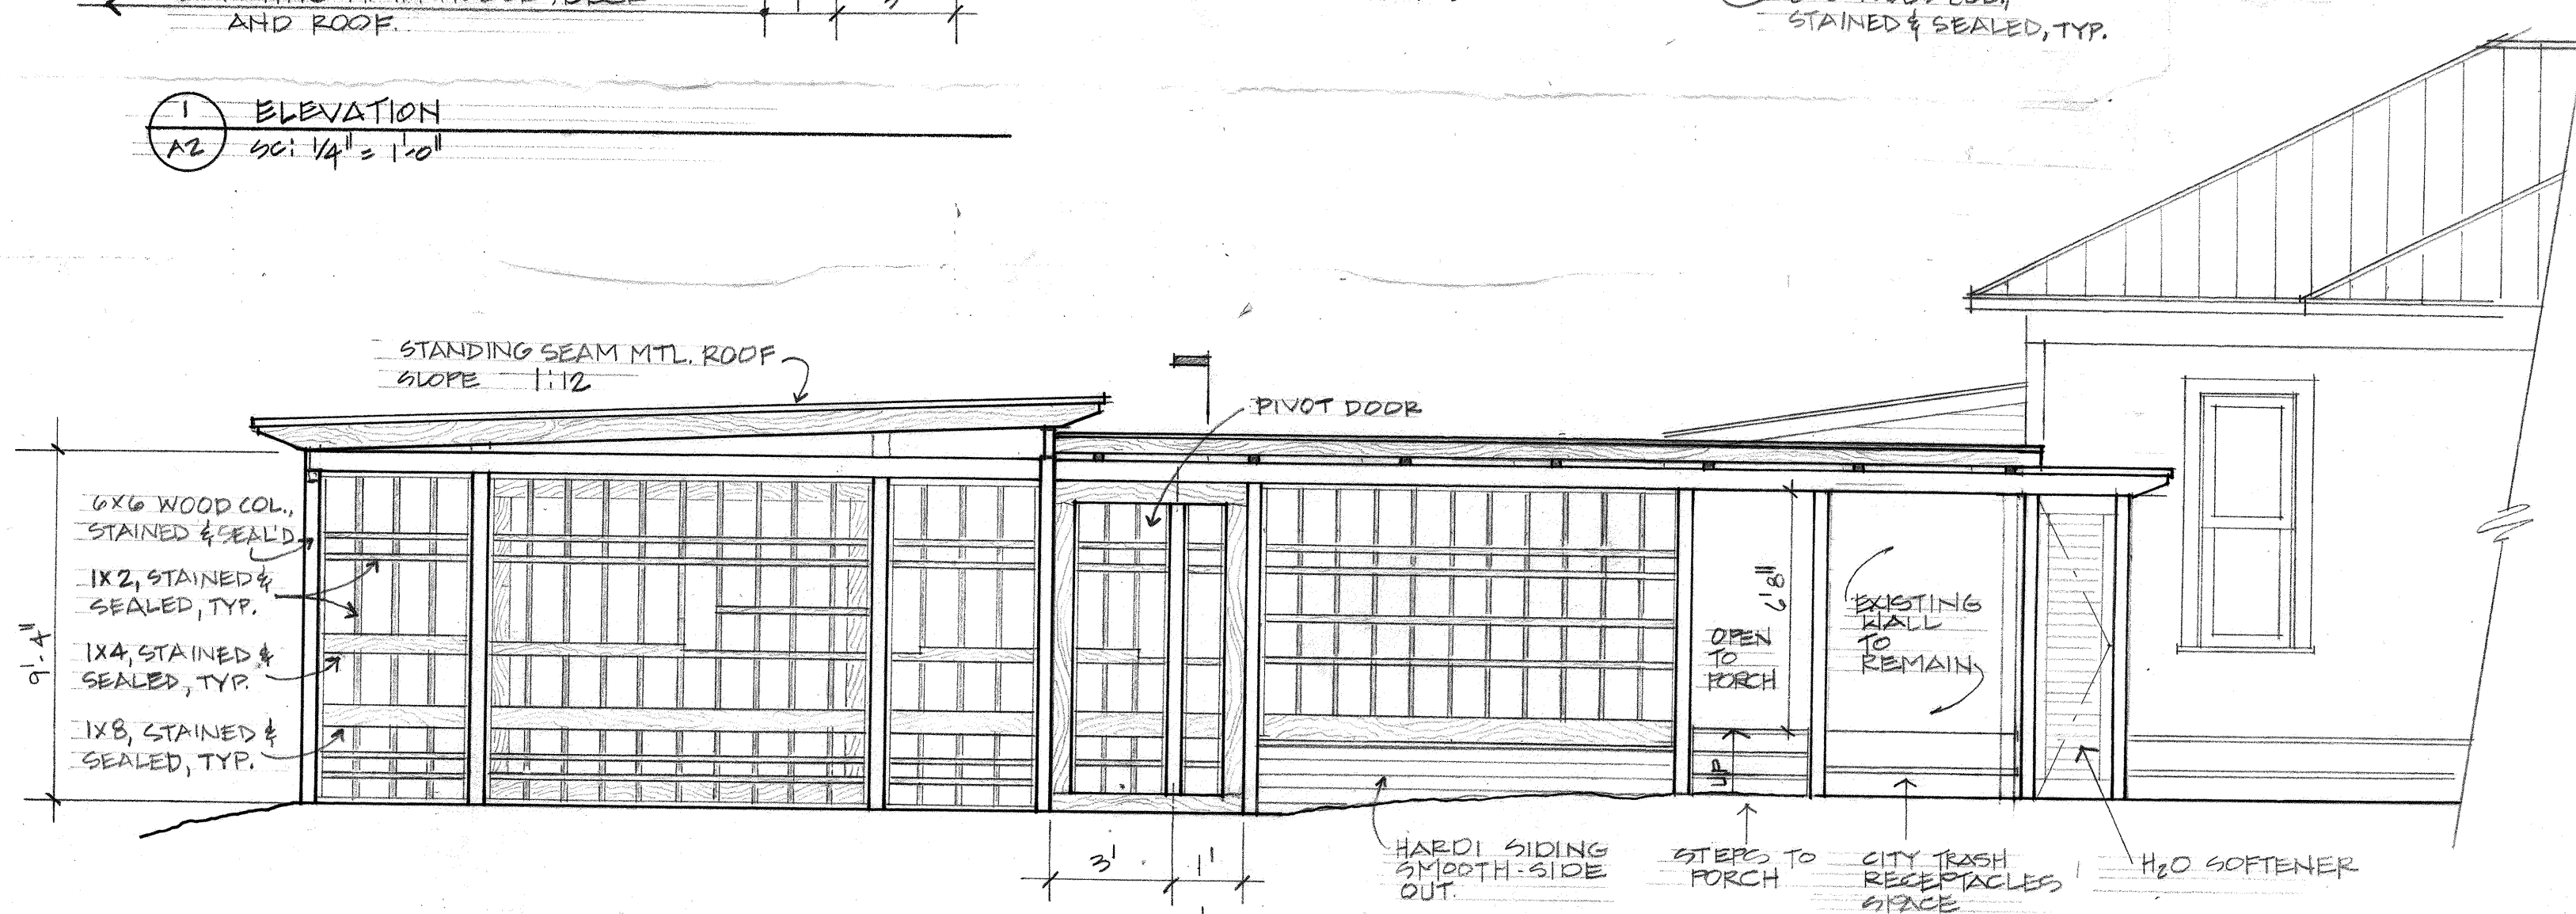 AND ROOF.
STAINED & SEALED, TYP.
1
A2
ELEVATION
SC: 1/4" = 1'-0"
STANDING SEAM MTL. ROOF
SLOPE 1:12
PIVOT DOOR
9'-4"
6X6 WOOD COL.,
STAINED & SEAL'D
1X2, STAINED &
SEALED, TYP.
1X4, STAINED &
SEALED, TYP.
1X8, STAINED &
SEALED, TYP.
OPEN
TO
PORCH
6'8"
UP
EXISTING
WALL
TO
REMAIN
3'
1'
HARDI SIDING
SMOOTH-SIDE
OUT.
STEPS TO
PORCH
CITY TRASH
RECEPTACLES
SPACE
H2O SOFTENER